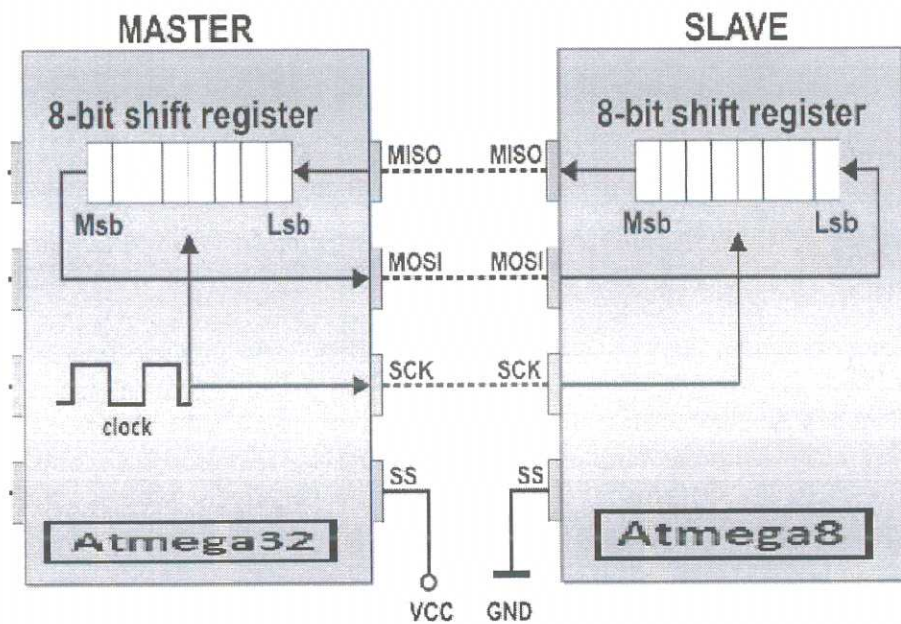 MASTER SLAVE
8-bit shift register 8-bit shift register
MISO MISO
Msb Lsb Msb Lsb
MOSI MOSI
SCK SCK
clock
SS SS
Atmega32 Atmega8
VCC GND